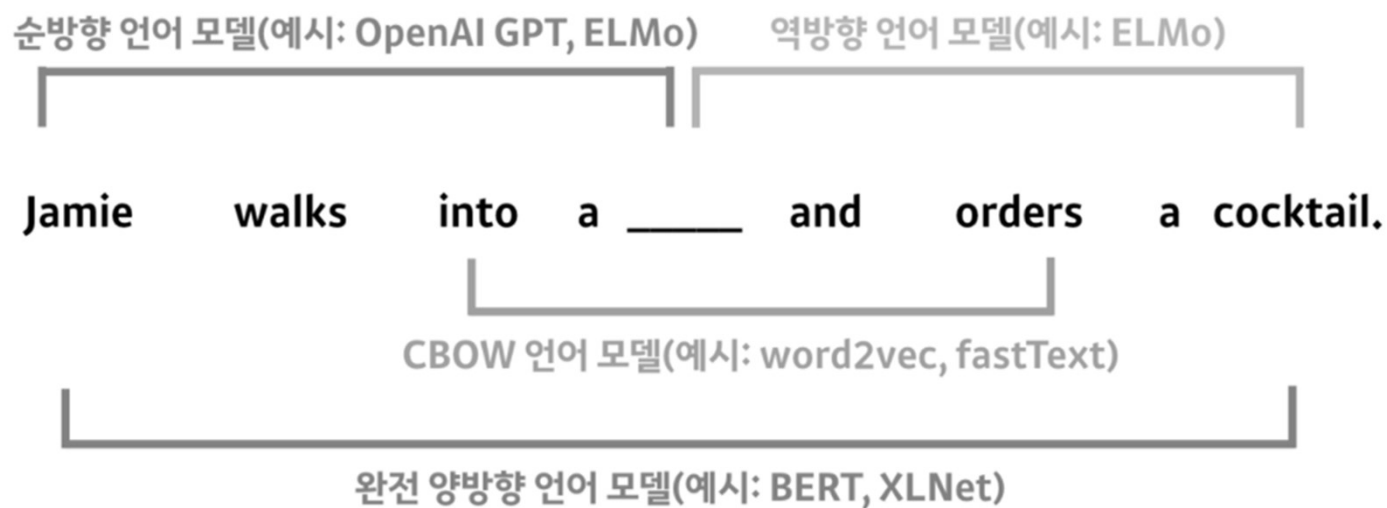 순방향 언어 모델(예시: OpenAI GPT, ELMo) 역방향 언어 모델(예시: ELMo)
Jamie walks into a _____ and orders a cocktail.
CBOW 언어 모델(예시: word2vec, fastText)
완전 양방향 언어 모델(예시: BERT, XLNet)